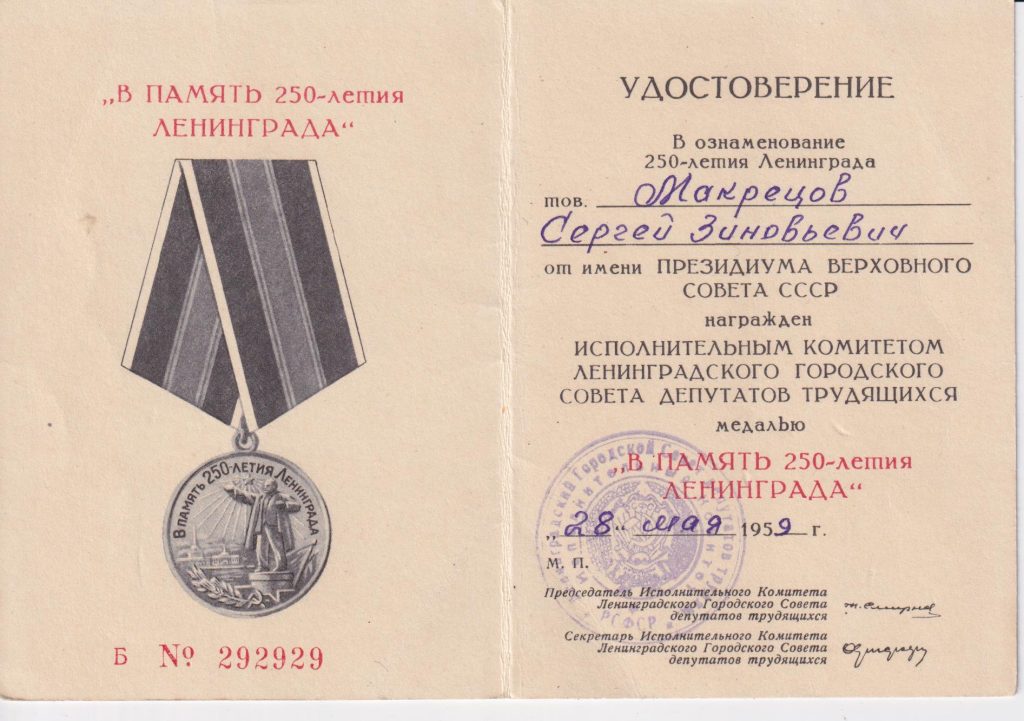 „В ПАМЯТЬ 250-летия
ЛЕНИНГРАДА“
В ПАМЯТЬ 250-ЛЕТИЯ ЛЕНИНГРАДА
Б № 292929
УДОСТОВЕРЕНИЕ
В ознаменование
250-летия Ленинграда
тов. Макрецов
Сергей Зиновьевич
от имени ПРЕЗИДИУМА ВЕРХОВНОГО
СОВЕТА СССР
награжден
ИСПОЛНИТЕЛЬНЫМ КОМИТЕТОМ
ЛЕНИНГРАДСКОГО ГОРОДСКОГО
СОВЕТА ДЕПУТАТОВ ТРУДЯЩИХСЯ
медалью
„В ПАМЯТЬ 250-летия
ЛЕНИНГРАДА“
„28“ мая 1959 г.
М. П.
Председатель Исполнительного Комитета
Ленинградского Городского Совета
депутатов трудящихся
Секретарь Исполнительного Комитета
Ленинградского Городского Совета
депутатов трудящихся
РСФСР